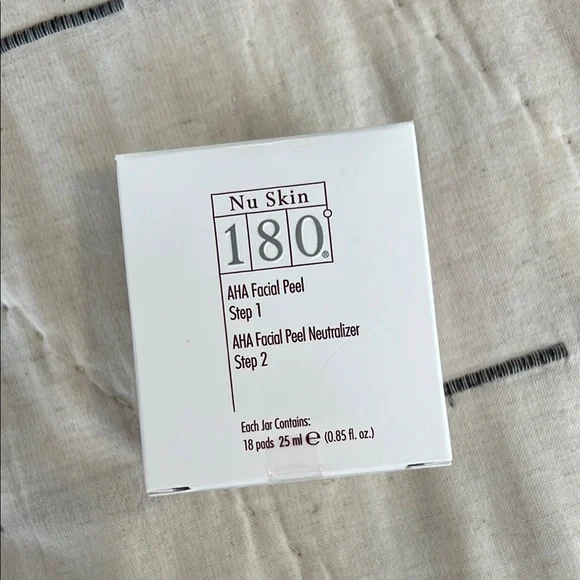 Nu Skin
180°®
AHA Facial Peel
Step 1
AHA Facial Peel Neutralizer
Step 2
Each Jar Contains:
18 pads 25 ml ℮ (0.85 fl. oz.)